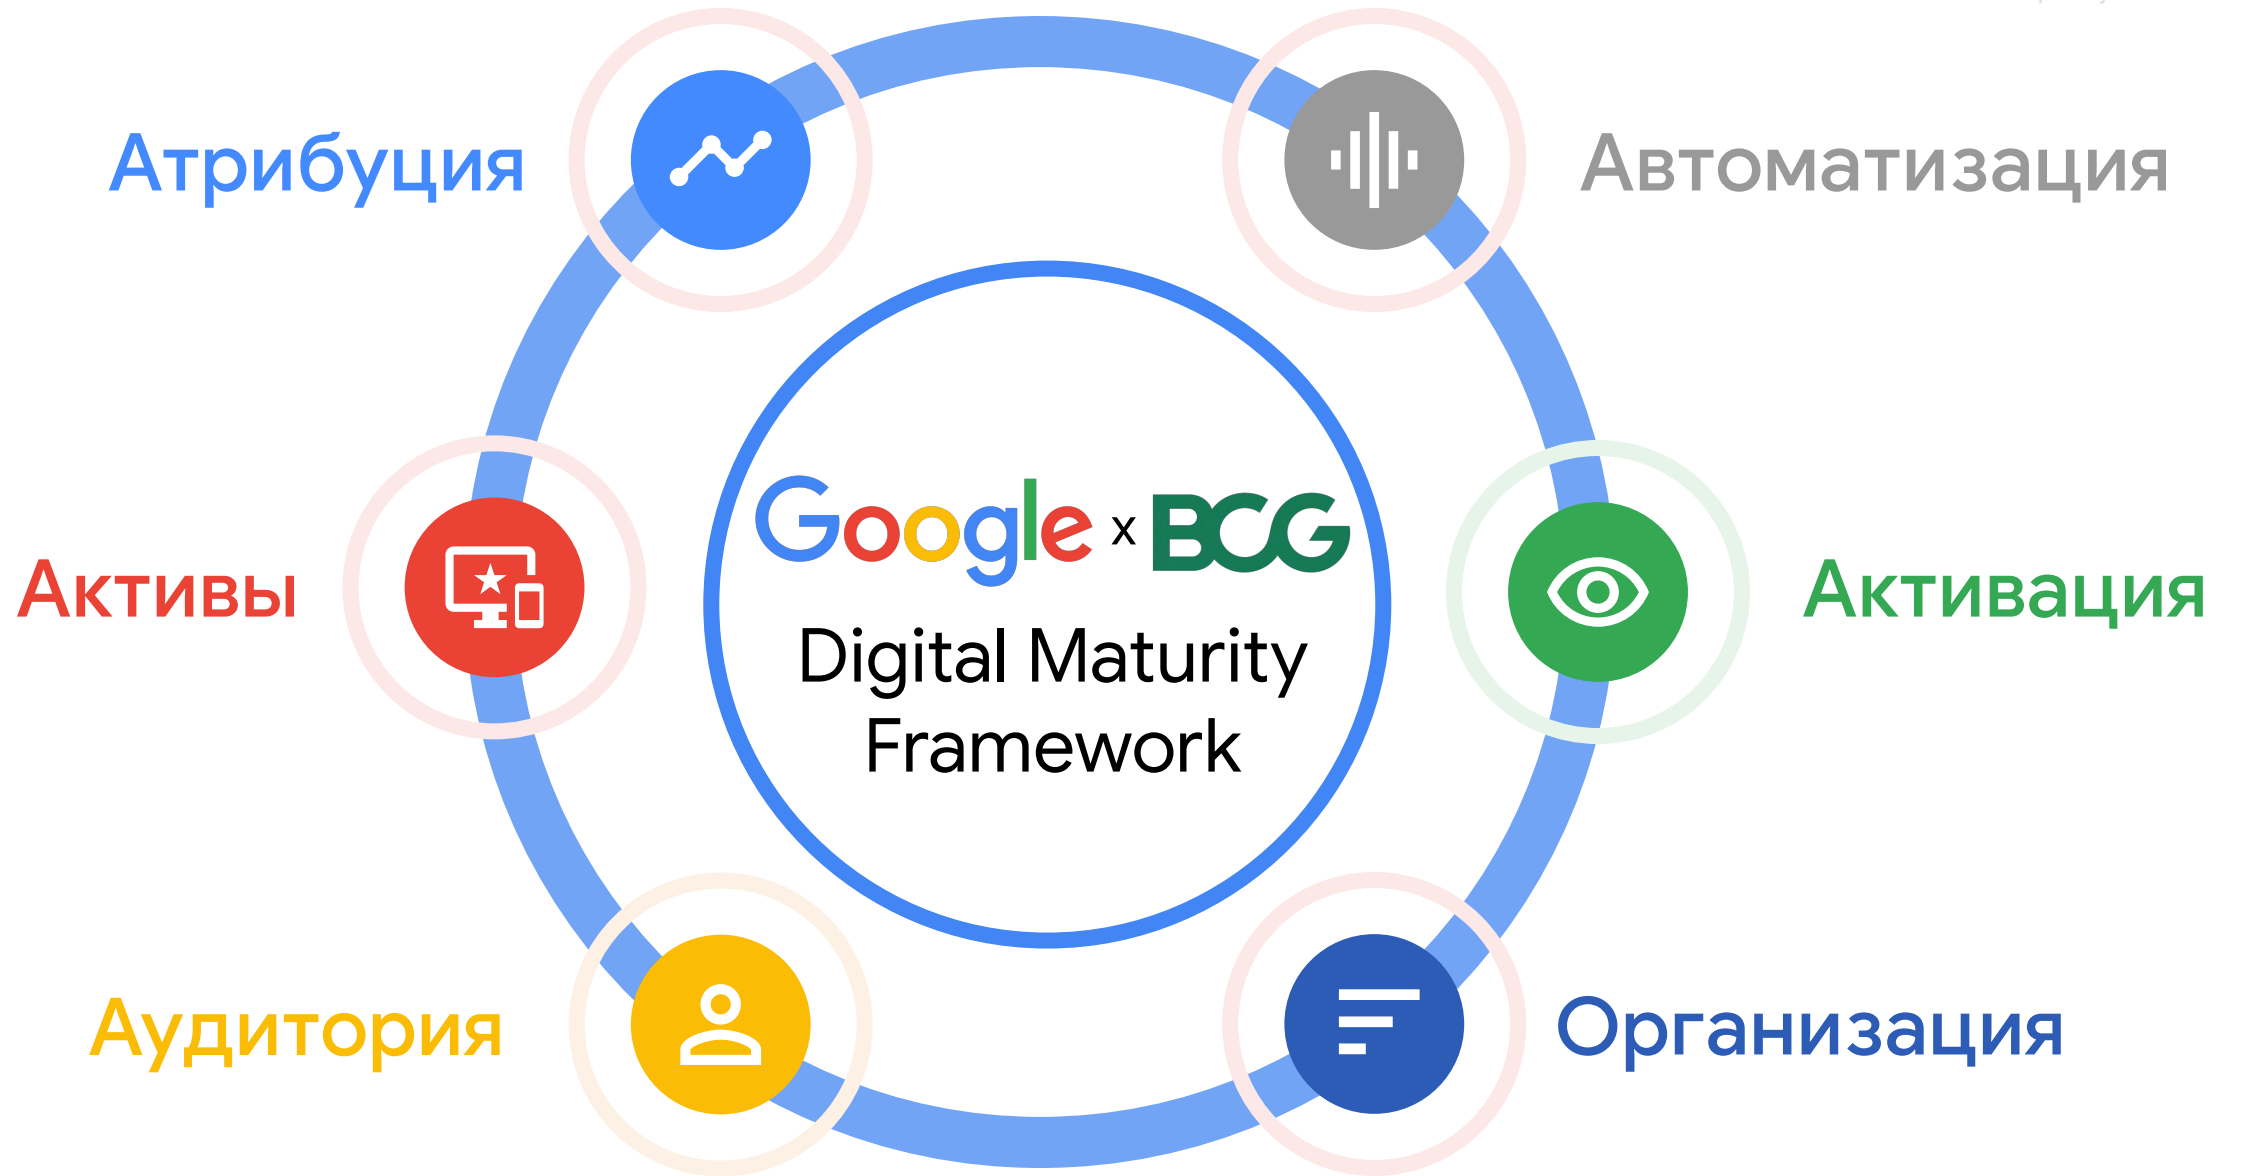 Атрибуция
Автоматизация
Google x BCG
Активы
Активация
Digital Maturity
Framework
Аудитория
Организация